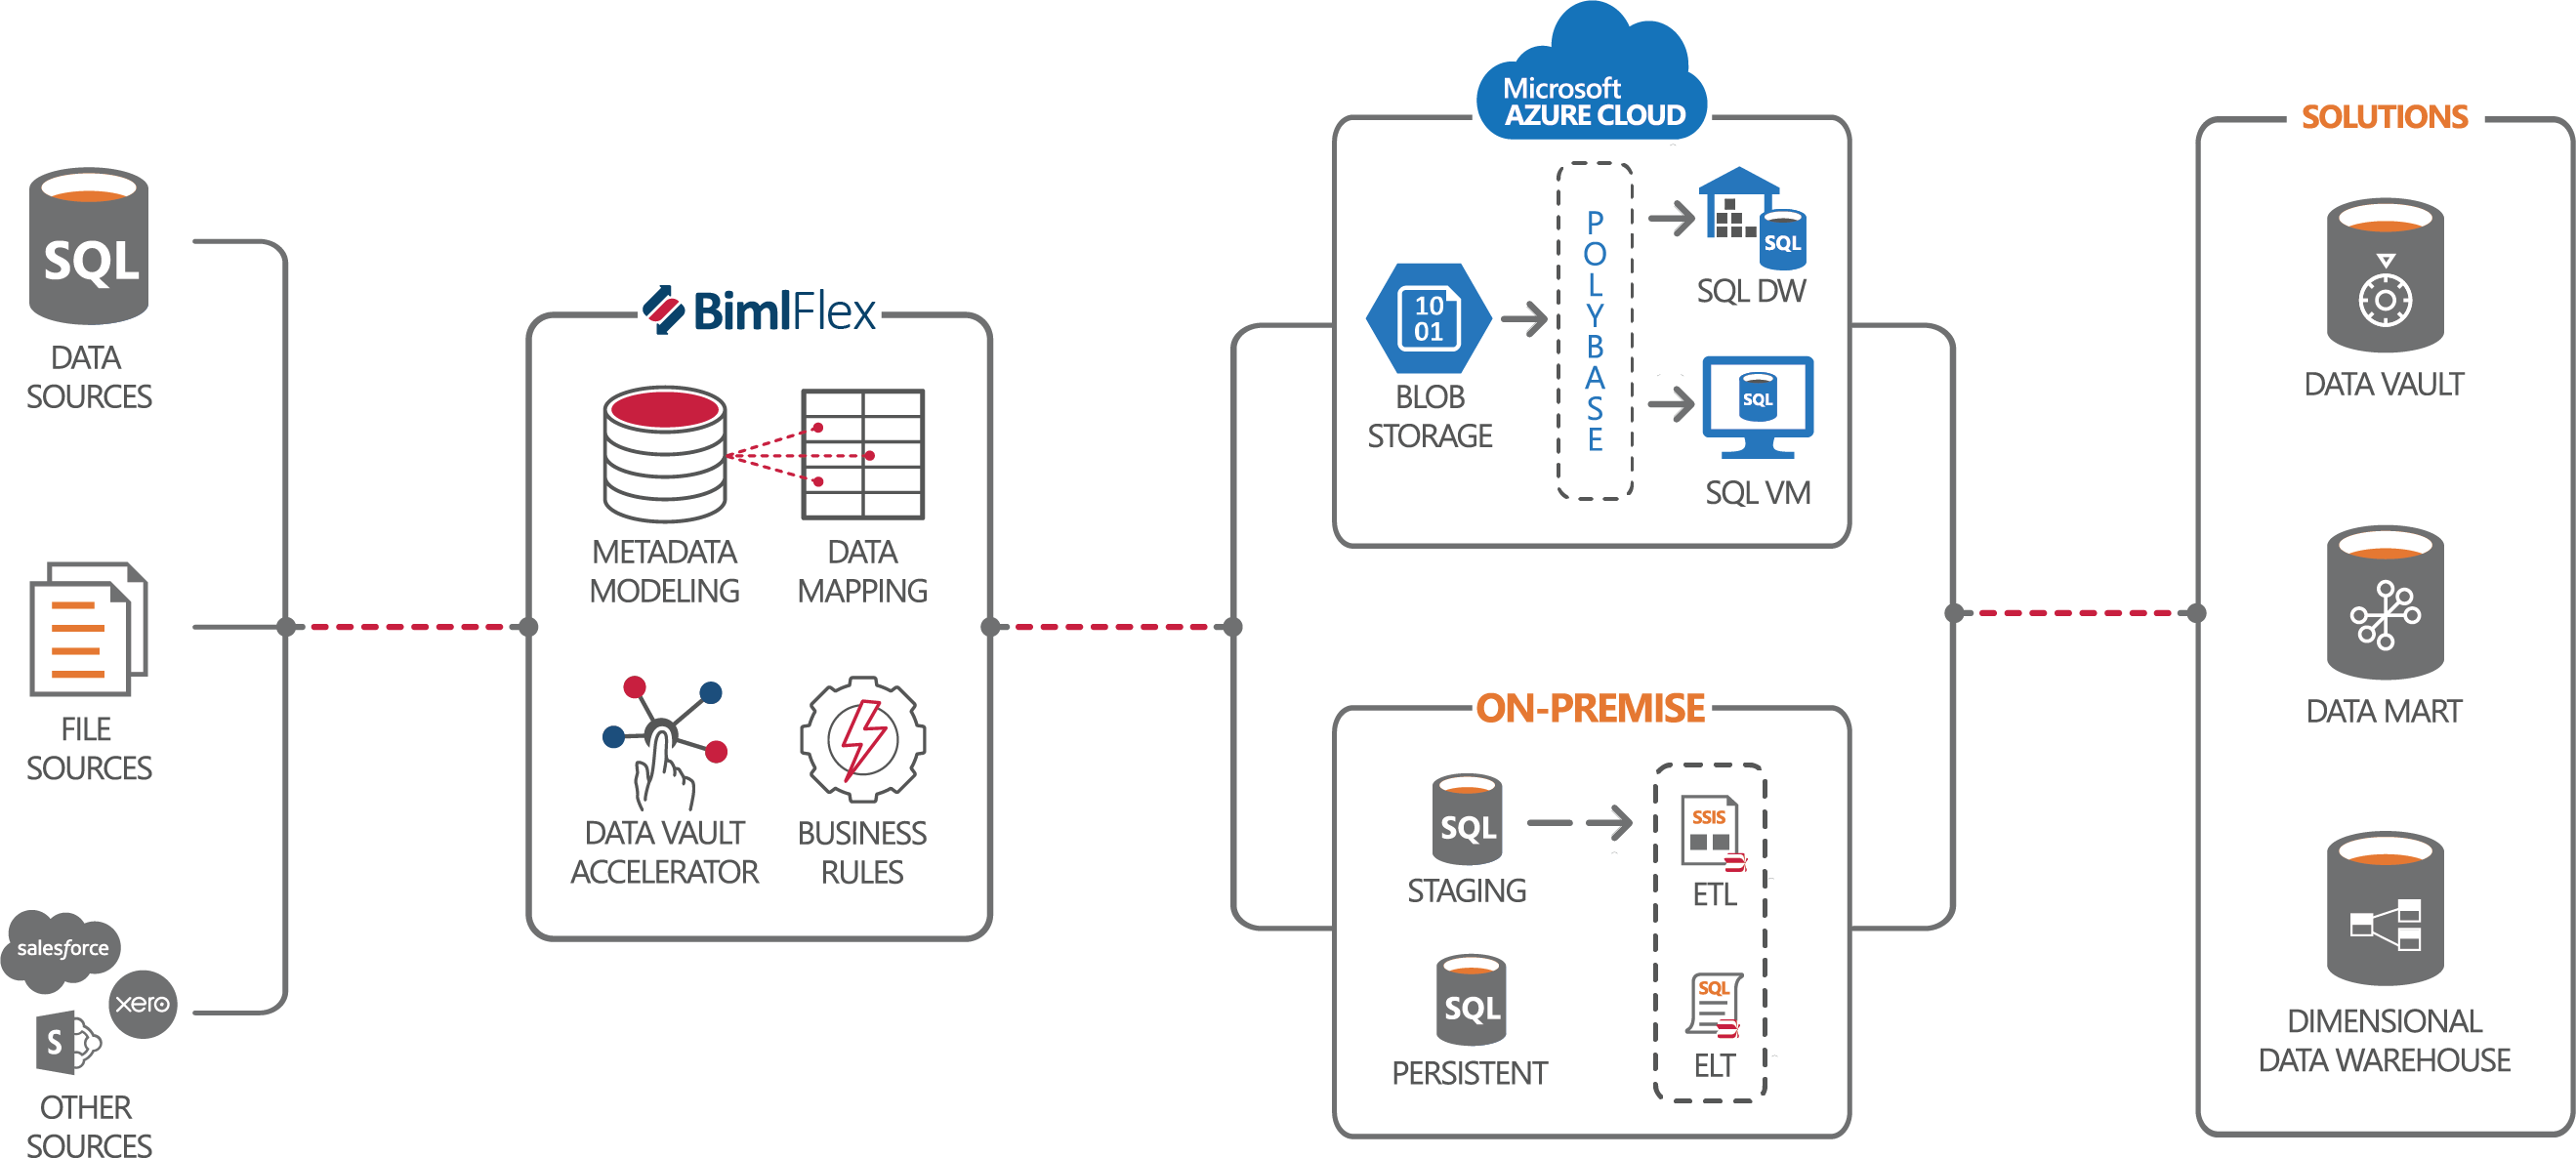 SQL
DATA
SOURCES
FILE
SOURCES
salesforce
xero
S
OTHER
SOURCES
BimlFlex
METADATA
MODELING
DATA
MAPPING
DATA VAULT
ACCELERATOR
BUSINESS
RULES
Microsoft
AZURE CLOUD
10
01
BLOB
STORAGE
POLYBASE
SQL
SQL DW
SQL
SQL VM
ON-PREMISE
SQL
STAGING
SQL
PERSISTENT
SSIS
ETL
SQL
ELT
SOLUTIONS
DATA VAULT
DATA MART
DIMENSIONAL
DATA WAREHOUSE